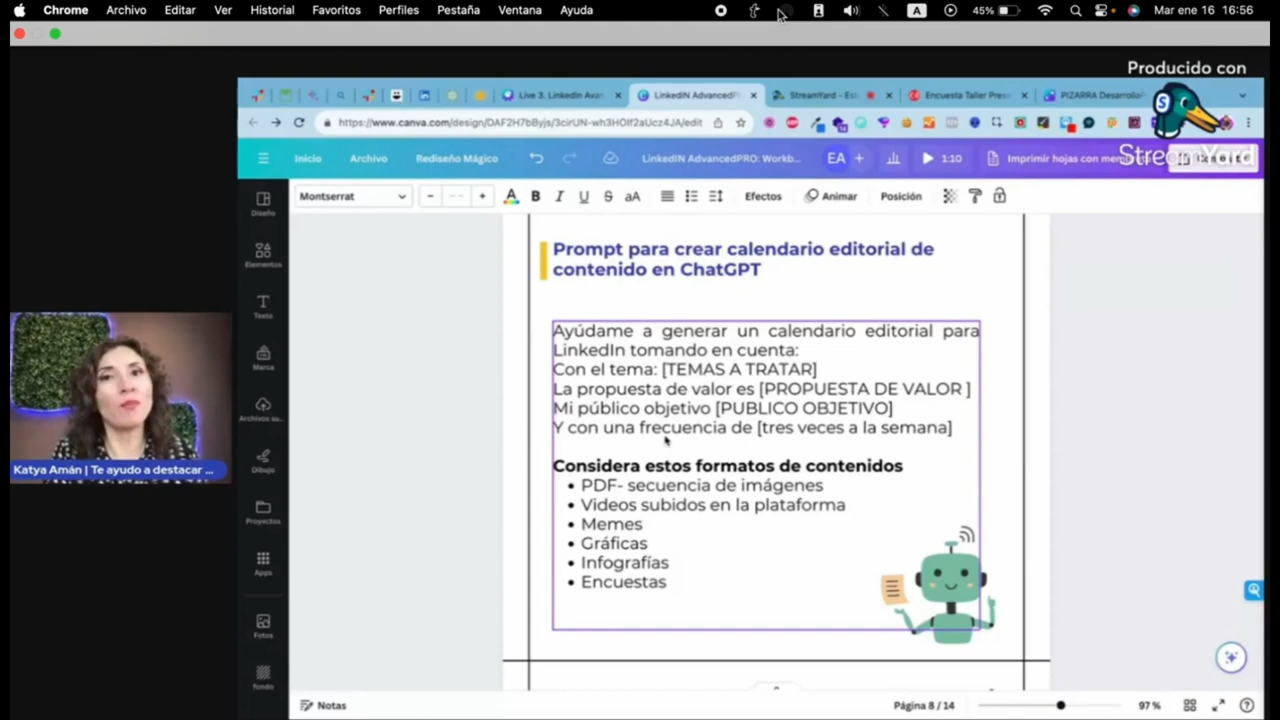 Chrome Archivo Editar Ver Historial Favoritos Perfiles Pestaña Ventana Ayuda A 45% Mar ene 16 16:56
Producido con
StreamYard
Live 3. LinkedIn Avan
LinkedIN AdvancedP
StreamYard - Es
Encuesta Taller Pres
PIZARRA Desarrolla
https://www.canva.com/design/DAF2H7bByjs/3cirUN-wh3HOlf2aUcz4JA/edit
Inicio Archivo Rediseño Mágico LinkedIN AdvancedPRO: Workb... EA + 1:10 Imprimir hojas con mem
Montserrat − -- + A B I U S aA Efectos Animar Posición
Diseño
Elementos
Texto
Marca
Archivos su...
Dibujo
Proyectos
Apps
Fotos
fondo
Prompt para crear calendario editorial de
contenido en ChatGPT
Ayúdame a generar un calendario editorial para
LinkedIn tomando en cuenta:
Con el tema: [TEMAS A TRATAR]
La propuesta de valor es [PROPUESTA DE VALOR ]
Mi público objetivo [PUBLICO OBJETIVO]
Y con una frecuencia de [tres veces a la semana]
Considera estos formatos de contenidos
• PDF- secuencia de imágenes
• Videos subidos en la plataforma
• Memes
• Gráficas
• Infografías
• Encuestas
Katya Amán | Te ayudo a destacar ...
Notas Página 8 / 14 97 %